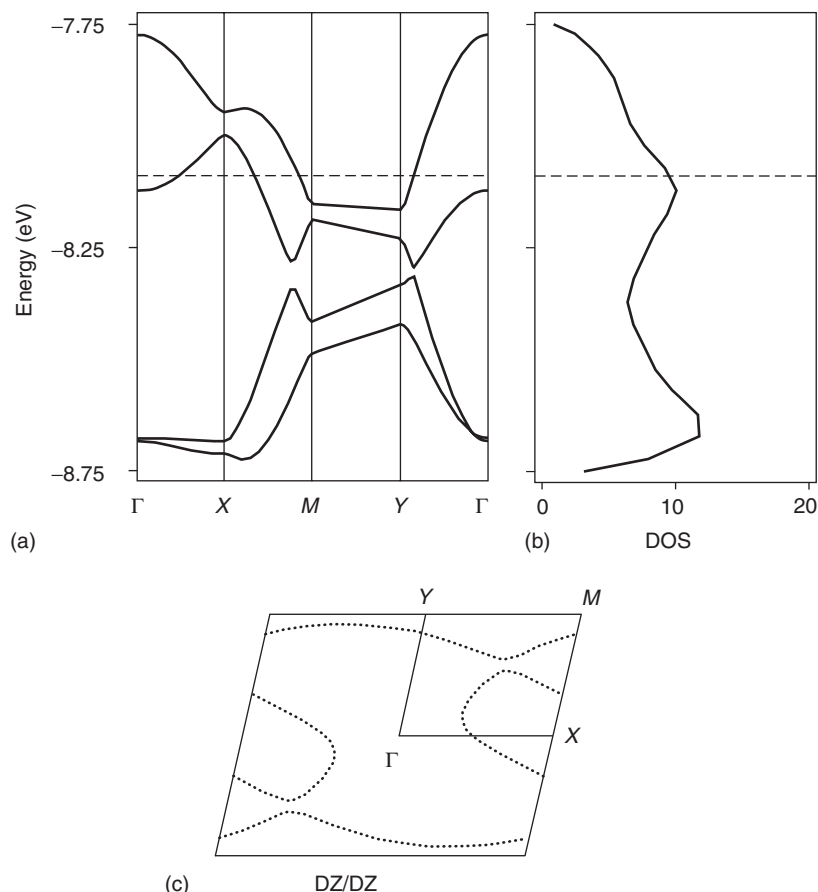 −7.75
−8.25
−8.75
Energy (eV)
Γ X M Y Γ
(a)
0 10 20
(b) DOS
Y M
Γ X
(c) DZ/DZ